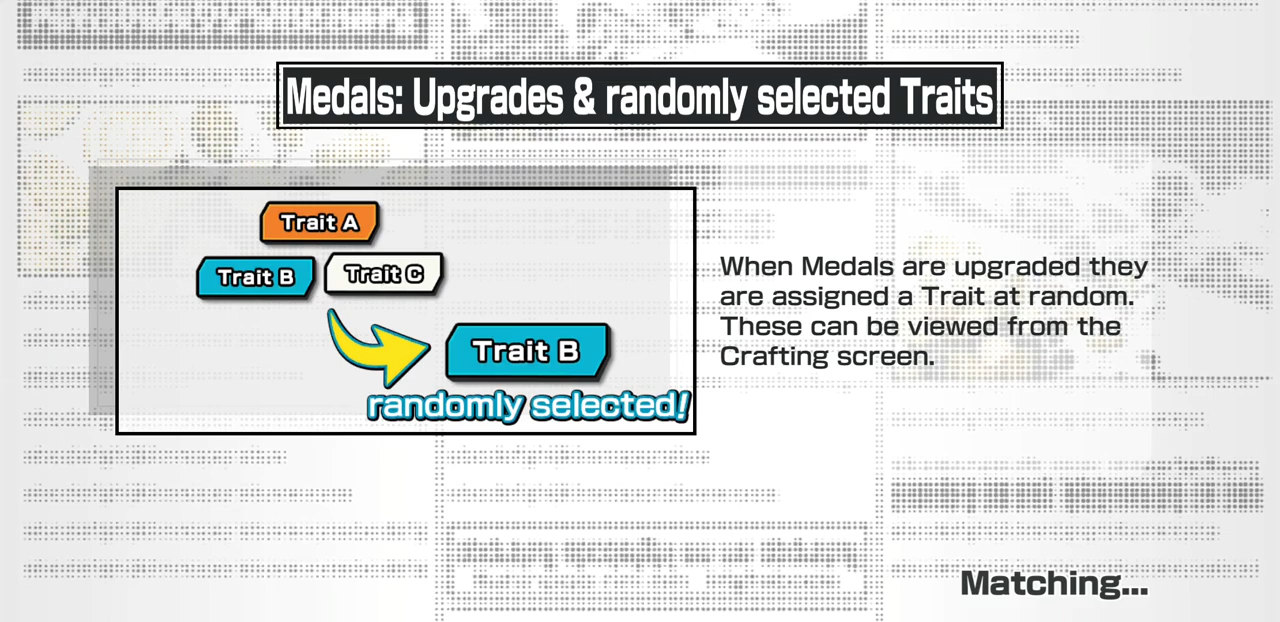 Medals: Upgrades & randomly selected Traits
Trait A
Trait B
Trait C
Trait B
randomly selected!
When Medals are upgraded they
are assigned a Trait at random.
These can be viewed from the
Crafting screen.
Matching...